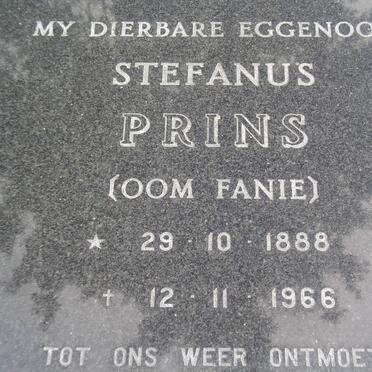 MY DIERBARE EGGENOO
STEFANUS
PRINS
(OOM FANIE)
★ 29 · 10 · 1888
† 12 · 11 · 1966
TOT ONS WEER ONTMOET